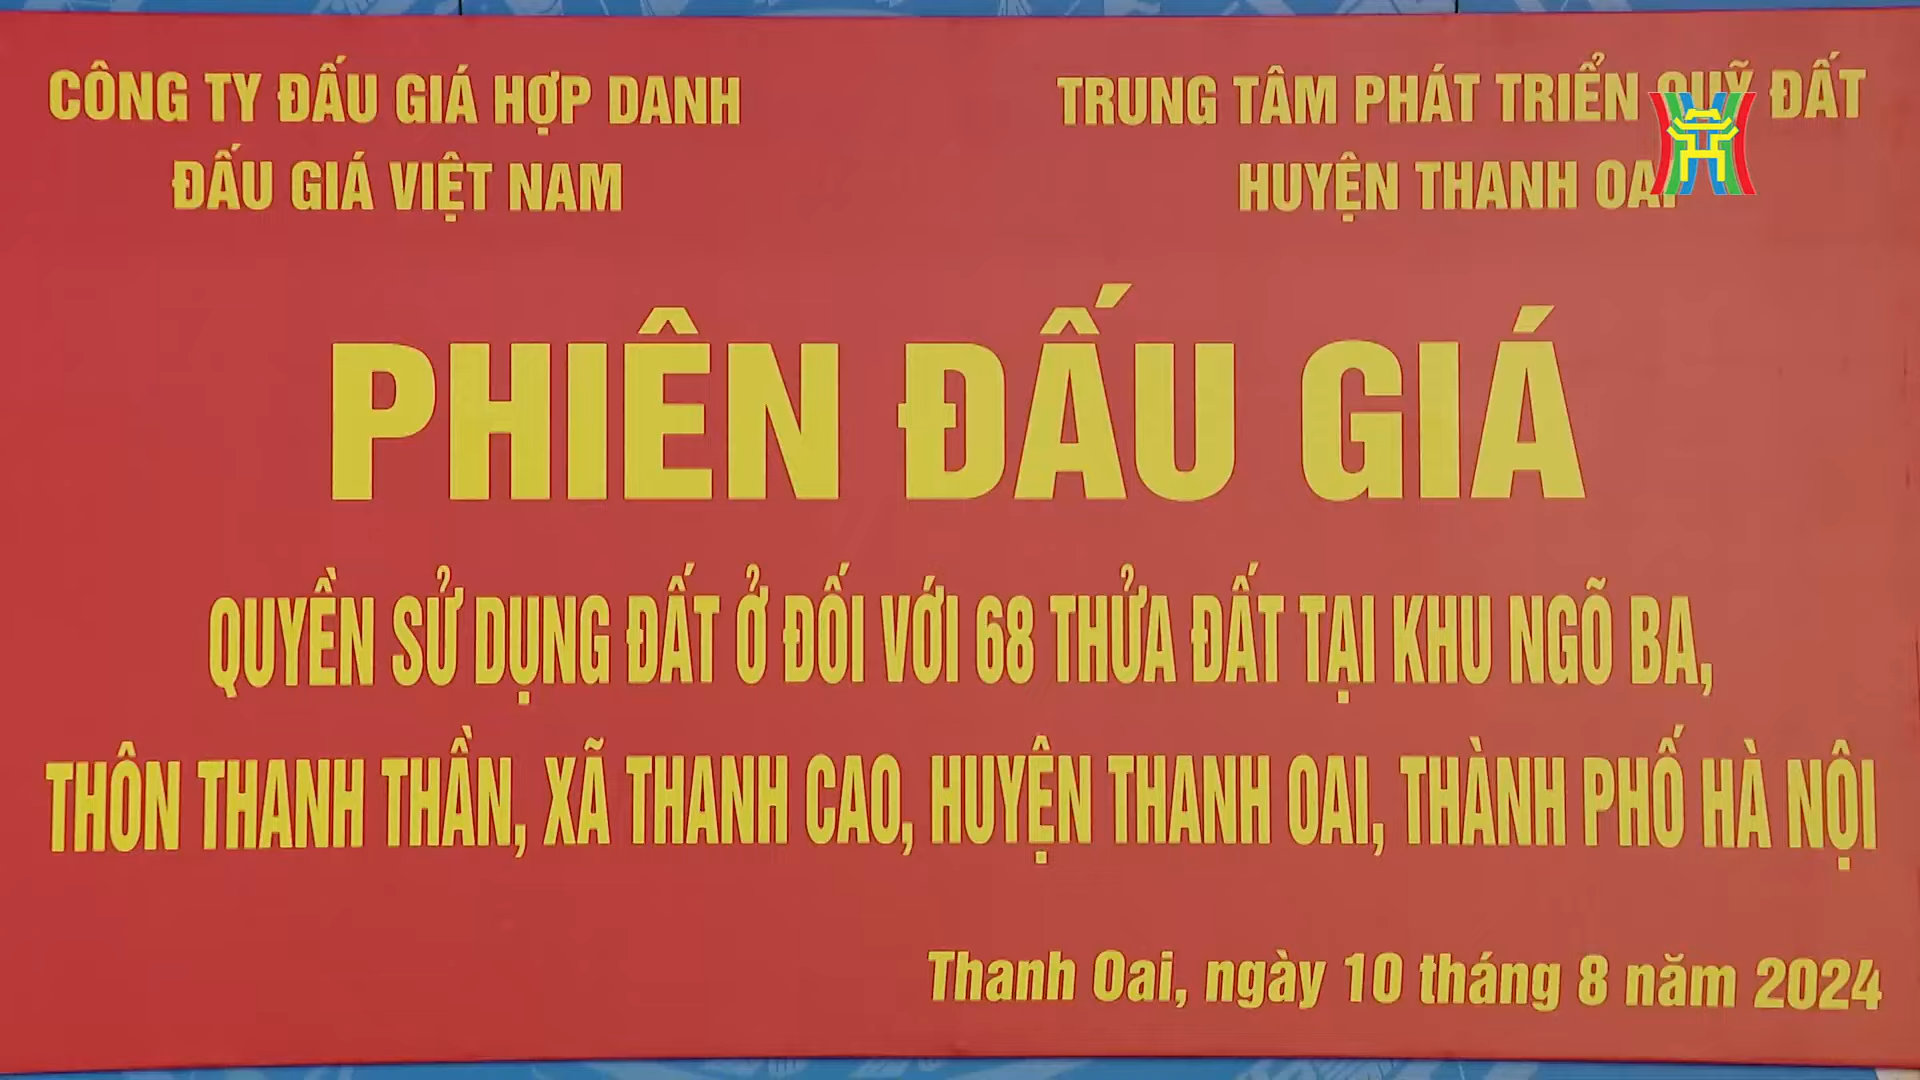 CÔNG TY ĐẤU GIÁ HỢP DANH
ĐẤU GIÁ VIỆT NAM
TRUNG TÂM PHÁT TRIỂN QUỸ ĐẤT
HUYỆN THANH OAI
PHIÊN ĐẤU GIÁ
QUYỀN SỬ DỤNG ĐẤT Ở ĐỐI VỚI 68 THỬA ĐẤT TẠI KHU NGÕ BA,
THÔN THANH THẦN, XÃ THANH CAO, HUYỆN THANH OAI, THÀNH PHỐ HÀ NỘI
Thanh Oai, ngày 10 tháng 8 năm 2024